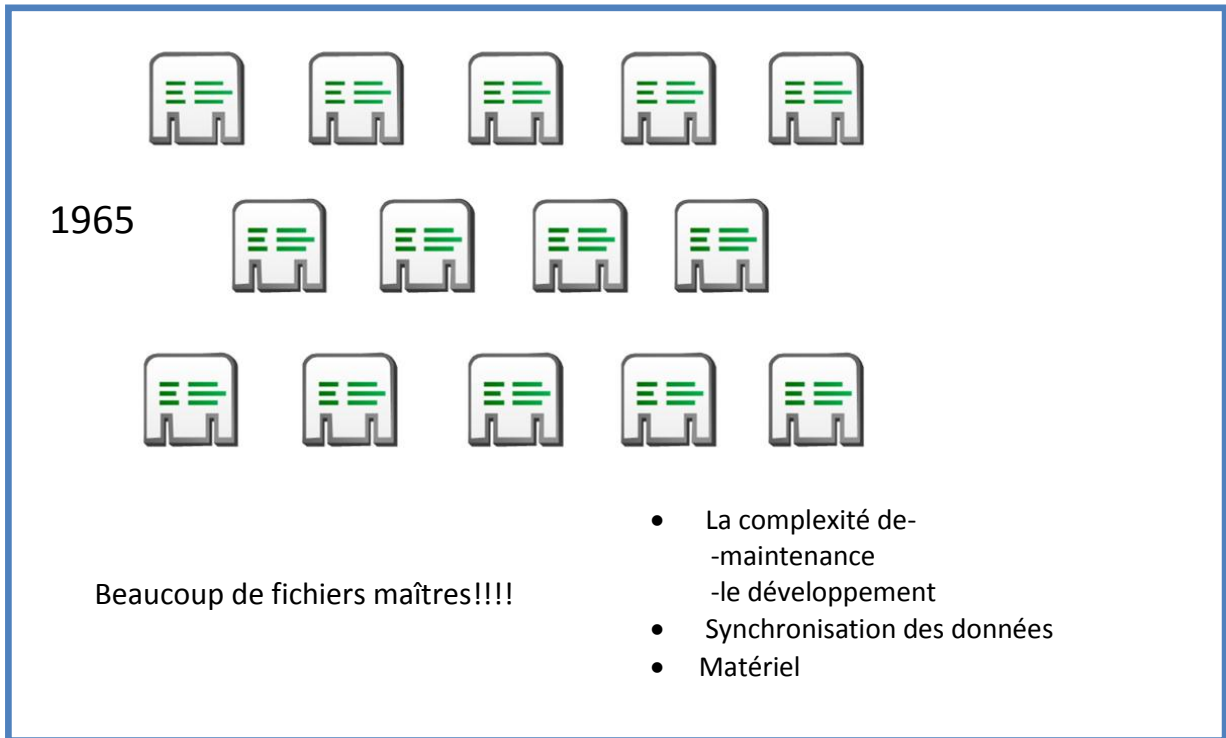 1965
Beaucoup de fichiers maîtres!!!!
• La complexité de-
-maintenance
-le développement
• Synchronisation des données
• Matériel